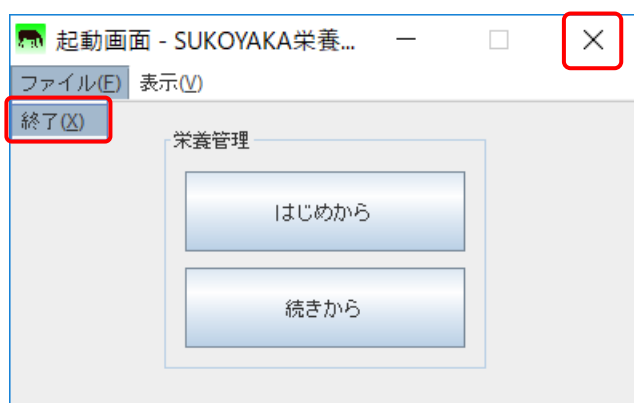 起動画面 - SUKOYAKA栄養...
ファイル(F) 表示(V)
終了(X)
栄養管理
はじめから
続きから